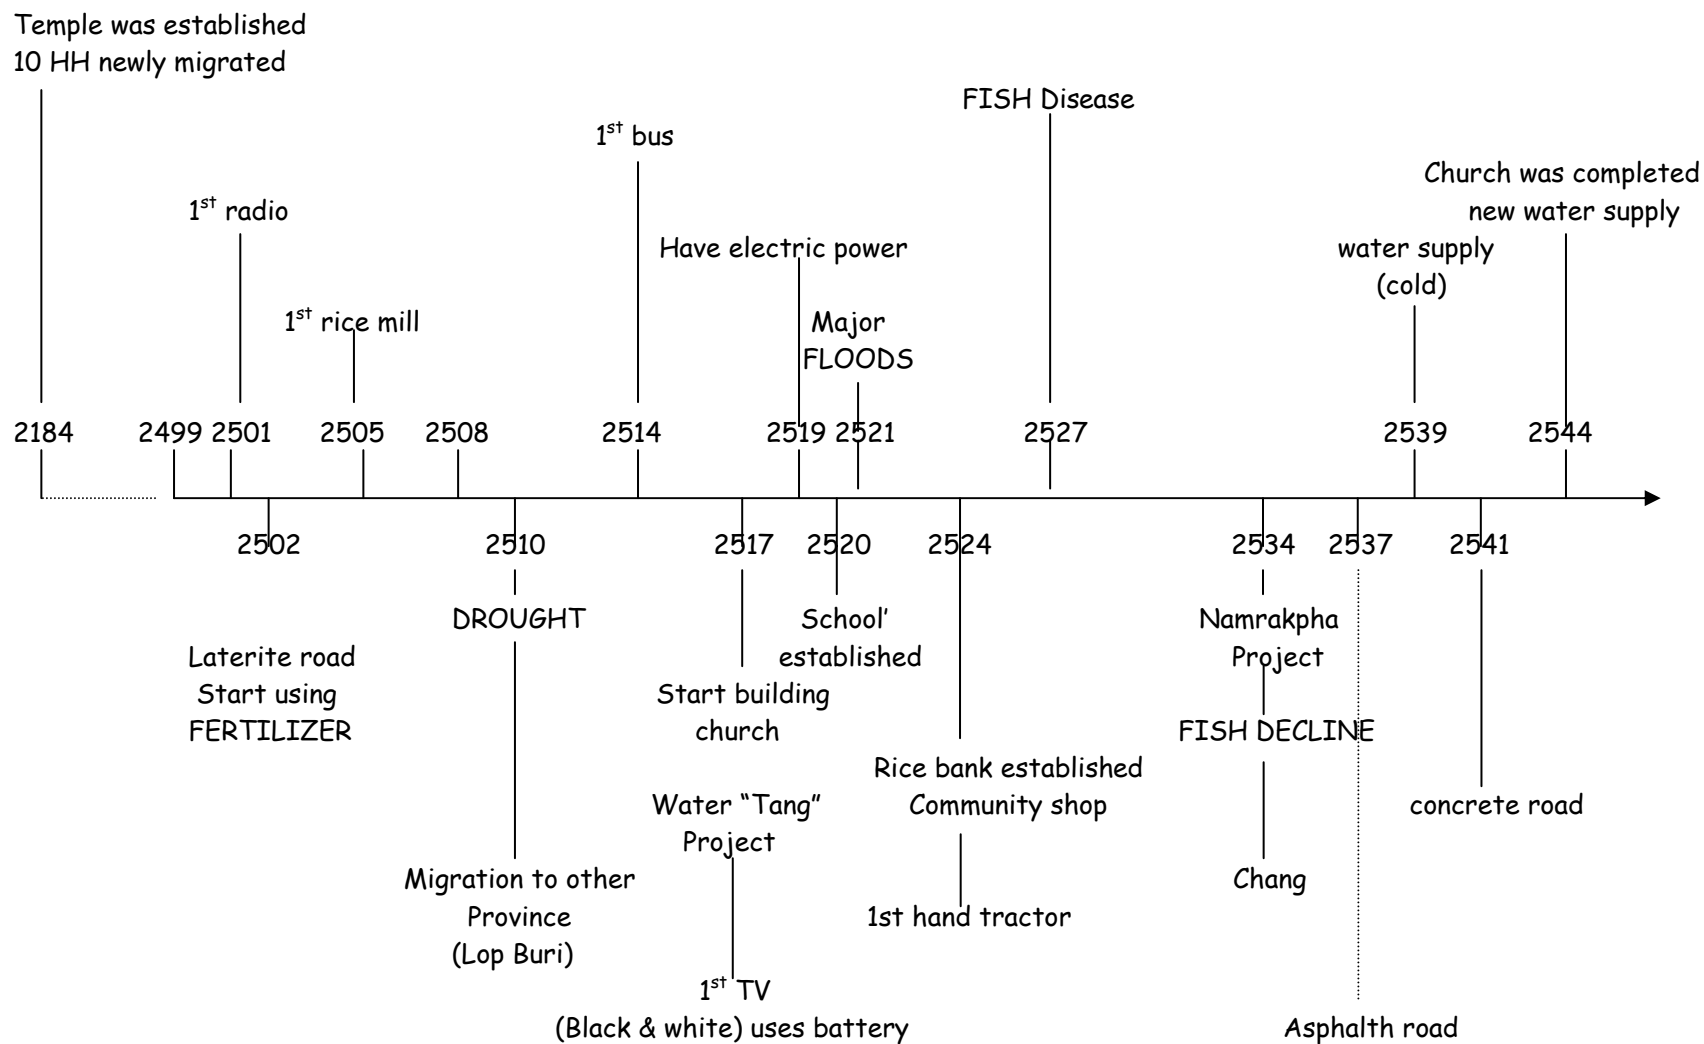 Temple was established
10 HH newly migrated
FISH Disease
1st bus
Church was completed
new water supply
1st radio
Have electric power
water supply
(cold)
1st rice mill
Major
FLOODS
2184 2499 2501 2505 2508 2514 2519 2521 2527 2539 2544
2502 2510 2517 2520 2524 2534 2537 2541
DROUGHT
School’
established
Namrakpha
Project
Laterite road
Start using
FERTILIZER
Start building
church
FISH DECLINE
Rice bank established
Community shop
Water “Tang”
Project
concrete road
Migration to other
Province
(Lop Buri)
Chang
1st hand tractor
1st TV
(Black & white) uses battery
Asphalth road